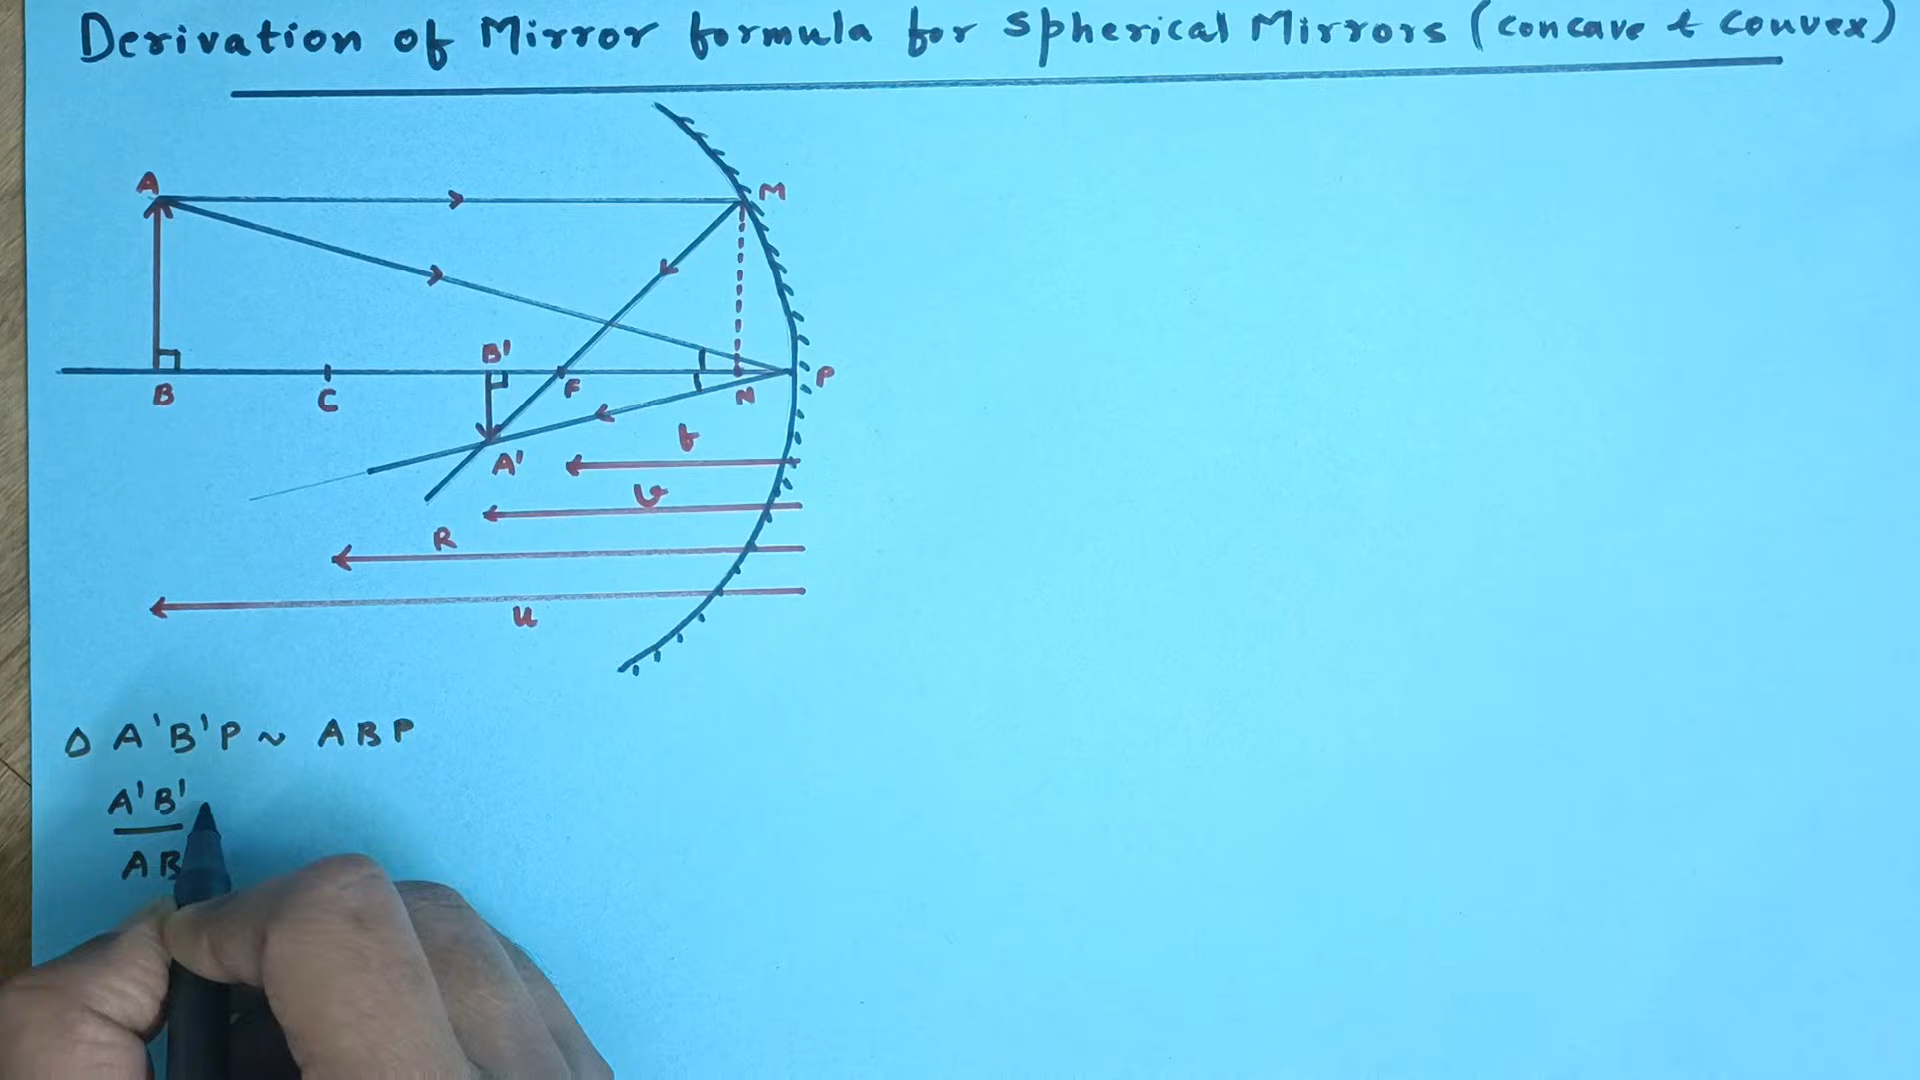 Derivation of Mirror formula for Spherical Mirrors (concave & convex)
A
M
B'
P
B
C
F
N
A'
f
v
R
u
Δ A'B'P ~ ABP
A'B'
AB